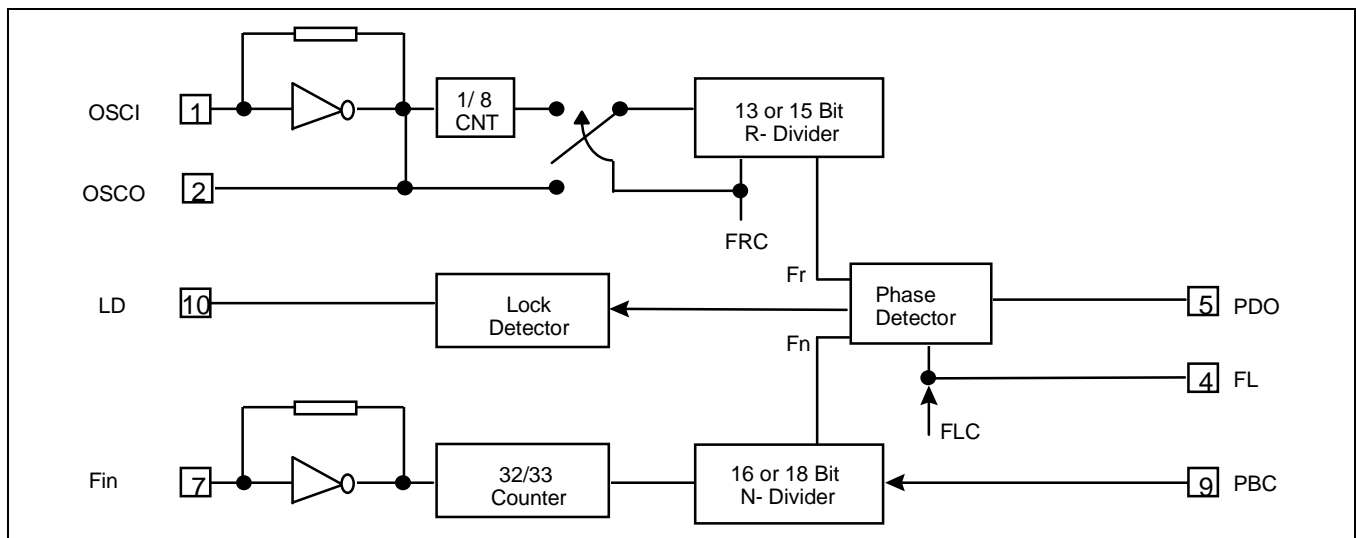 OSCI
1
1/ 8
CNT
13 or 15 Bit
R- Divider
OSCO
2
FRC
Fr
LD
10
Lock
Detector
Phase
Detector
5
PDO
Fn
4
FL
FLC
Fin
7
32/33
Counter
16 or 18 Bit
N- Divider
9
PBC